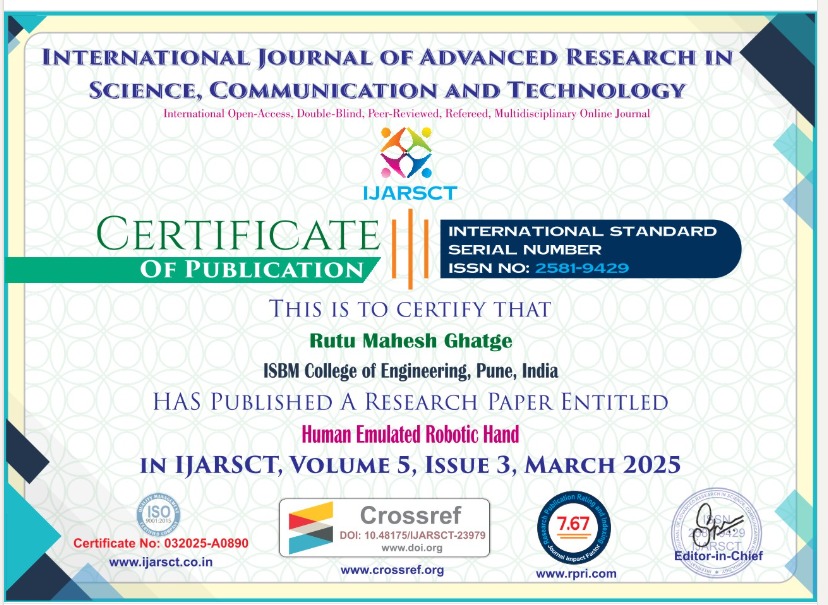 INTERNATIONAL JOURNAL OF ADVANCED RESEARCH IN
SCIENCE, COMMUNICATION AND TECHNOLOGY
International Open-Access, Double-Blind, Peer-Reviewed, Refereed, Multidisciplinary Online Journal
IJARSCT
CERTIFICATE
OF PUBLICATION
INTERNATIONAL STANDARD
SERIAL NUMBER
ISSN NO: 2581-9429
THIS IS TO CERTIFY THAT
Rutu Mahesh Ghatge
ISBM College of Engineering, Pune, India
HAS PUBLISHED A RESEARCH PAPER ENTITLED
Human Emulated Robotic Hand
IN IJARSCT, VOLUME 5, ISSUE 3, MARCH 2025
ISO
9001:2015
Certificate No: 032025-A0890
www.ijarsct.co.in
Crossref
DOI: 10.48175/IJARSCT-23979
www.doi.org
www.crossref.org
Research Publication Rating and Indexing
7.67
Journal Impact Factor
www.rpri.com
ISSN
IJARSCT
Editor-in-Chief